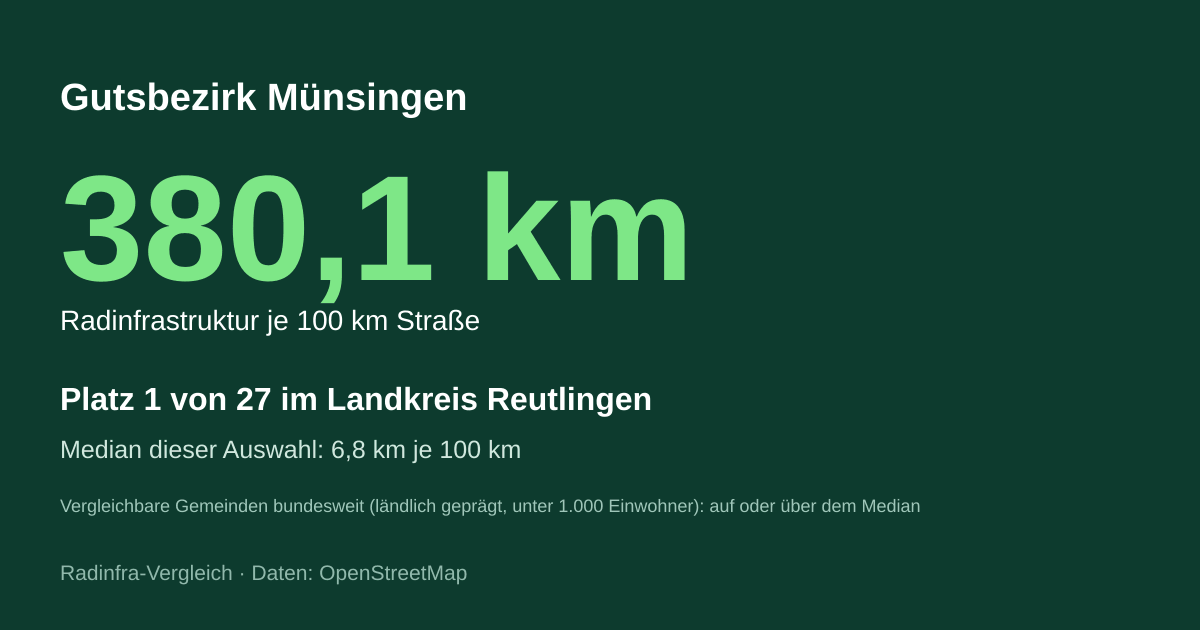 Gutsbezirk Münsingen
380,1 km
Radinfrastruktur je 100 km Straße
Platz 1 von 27 im Landkreis Reutlingen
Median dieser Auswahl: 6,8 km je 100 km
Vergleichbare Gemeinden bundesweit (ländlich geprägt, unter 1.000 Einwohner): auf oder über dem Median
Radinfra-Vergleich · Daten: OpenStreetMap